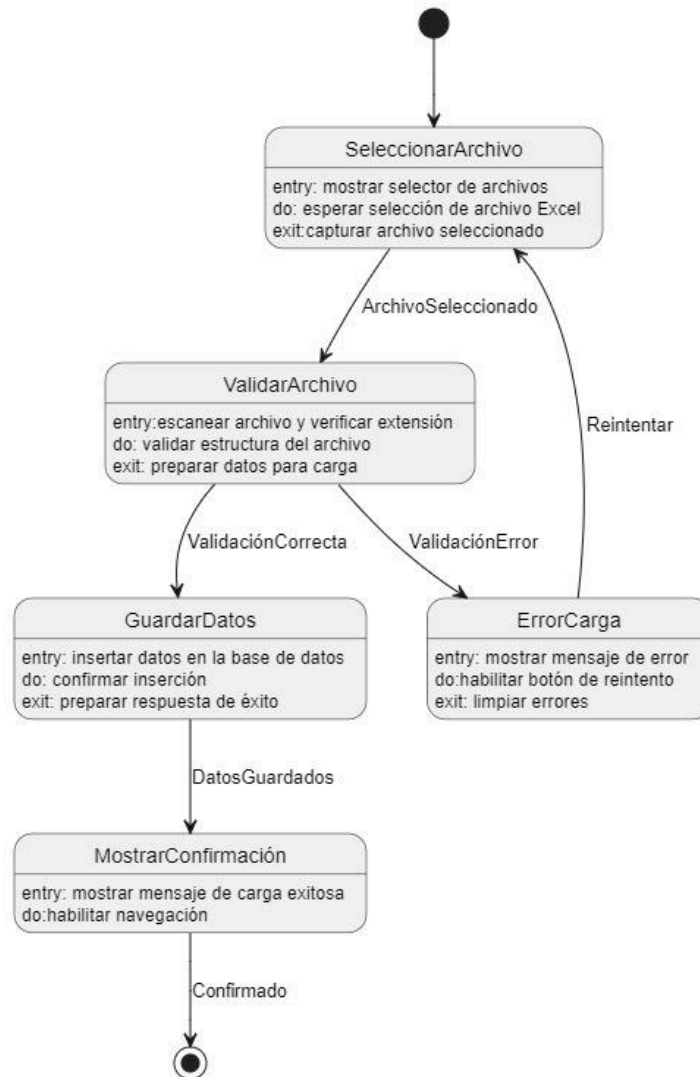 SeleccionarArchivo
entry: mostrar selector de archivos
do: esperar selección de archivo Excel
exit:capturar archivo seleccionado
ArchivoSeleccionado
ValidarArchivo
entry:escanear archivo y verificar extensión
do: validar estructura del archivo
exit: preparar datos para carga
Reintentar
ValidaciónCorrecta
ValidaciónError
GuardarDatos
entry: insertar datos en la base de datos
do: confirmar inserción
exit: preparar respuesta de éxito
ErrorCarga
entry: mostrar mensaje de error
do:habilitar botón de reintento
exit: limpiar errores
DatosGuardados
MostrarConfirmación
entry: mostrar mensaje de carga exitosa
do:habilitar navegación
Confirmado